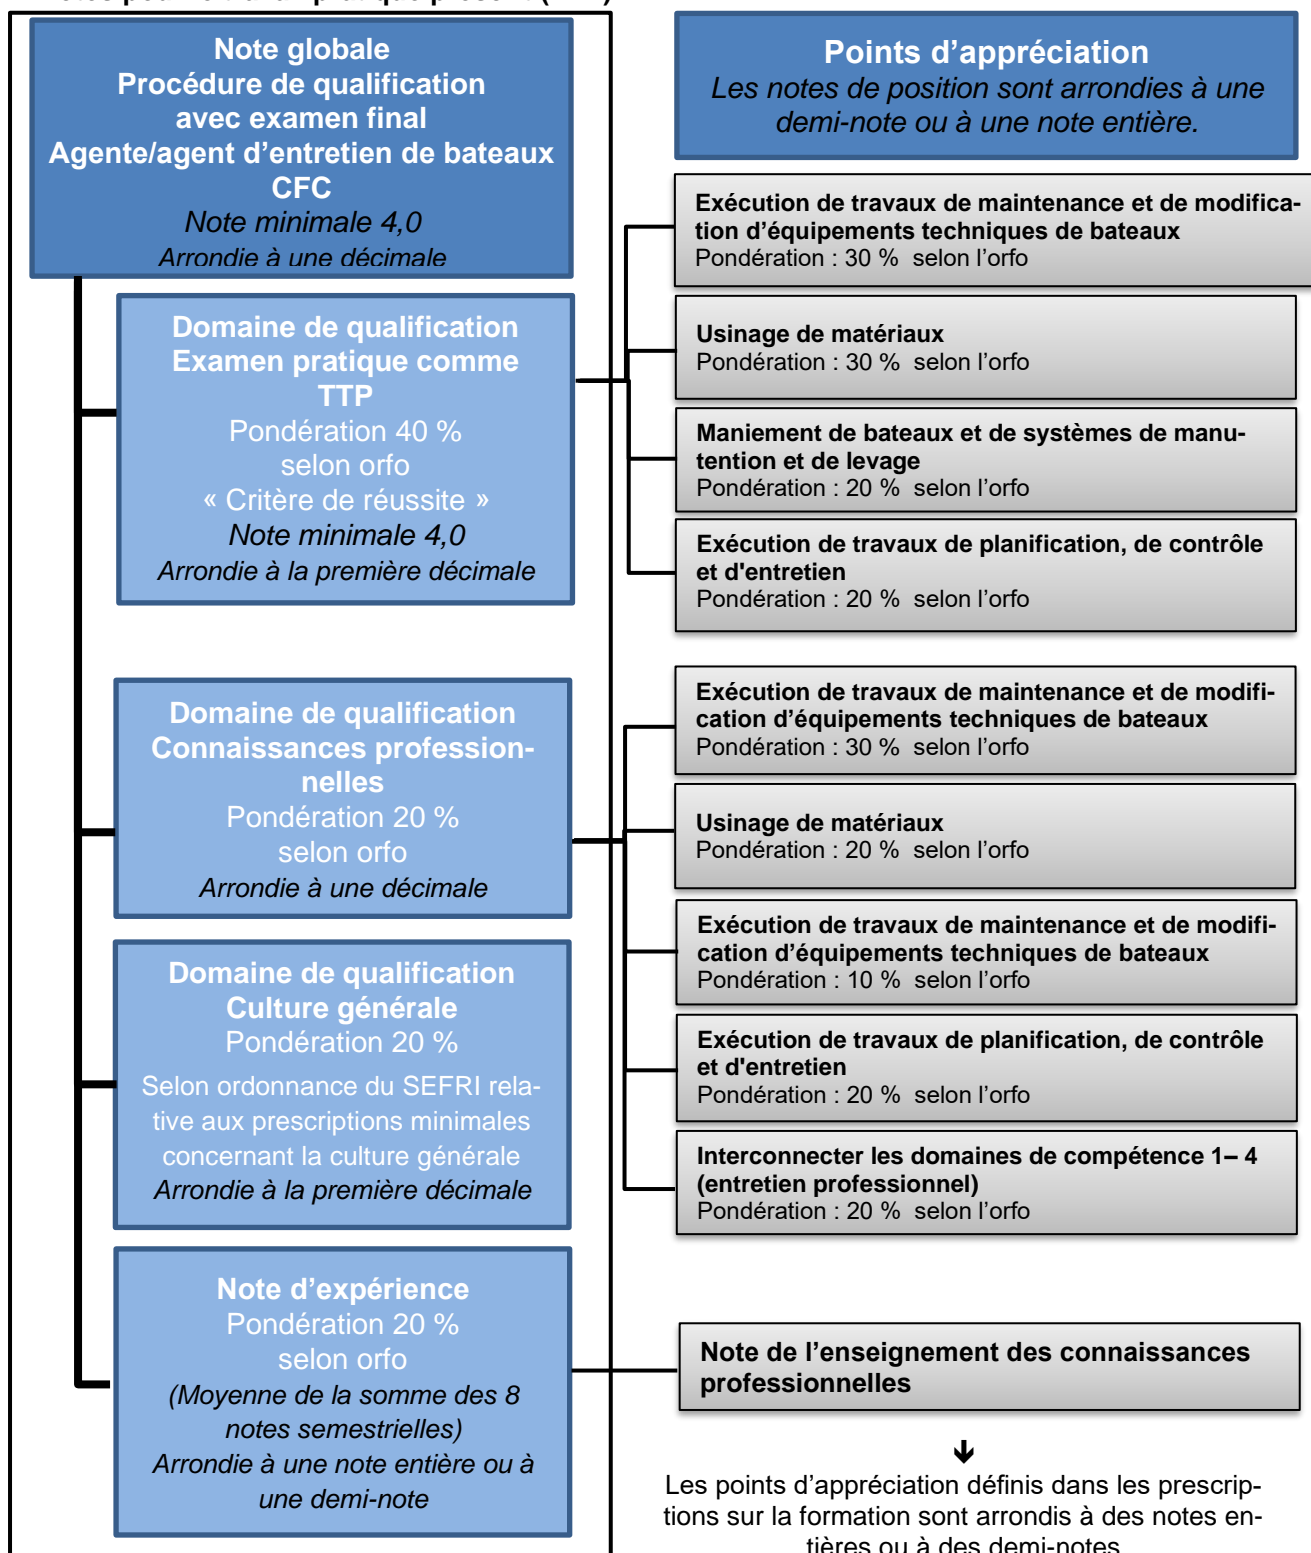 Note globale
Procédure de qualification
avec examen final
Agente/agent d’entretien de bateaux
CFC
Note minimale 4,0
Arrondie à une décimale
Domaine de qualification
Examen pratique comme
TTP
Pondération 40 %
selon orfo
« Critère de réussite »
Note minimale 4,0
Arrondie à la première décimale
Domaine de qualification
Connaissances profession-
nelles
Pondération 20 %
selon orfo
Arrondie à une décimale
Domaine de qualification
Culture générale
Pondération 20 %
Selon ordonnance du SEFRI rela-
tive aux prescriptions minimales
concernant la culture générale
Arrondie à la première décimale
Note d’expérience
Pondération 20 %
selon orfo
(Moyenne de la somme des 8
notes semestrielles)
Arrondie à une note entière ou à
une demi-note
Points d’appréciation
Les notes de position sont arrondies à une
demi-note ou à une note entière.
Exécution de travaux de maintenance et de modifica-
tion d’équipements techniques de bateaux
Pondération : 30 % selon l’orfo
Usinage de matériaux
Pondération : 30 % selon l’orfo
Maniement de bateaux et de systèmes de manu-
tention et de levage
Pondération : 20 % selon l’orfo
Exécution de travaux de planification, de contrôle
et d'entretien
Pondération : 20 % selon l’orfo
Exécution de travaux de maintenance et de modifi-
cation d’équipements techniques de bateaux
Pondération : 30 % selon l’orfo
Usinage de matériaux
Pondération : 20 % selon l’orfo
Exécution de travaux de maintenance et de modifi-
cation d’équipements techniques de bateaux
Pondération : 10 % selon l’orfo
Exécution de travaux de planification, de contrôle
et d'entretien
Pondération : 20 % selon l’orfo
Interconnecter les domaines de compétence 1– 4
(entretien professionnel)
Pondération : 20 % selon l’orfo
Note de l’enseignement des connaissances
professionnelles
Les points d’appréciation définis dans les prescrip-
tions sur la formation sont arrondis à des notes en-
tières ou à des demi-notes